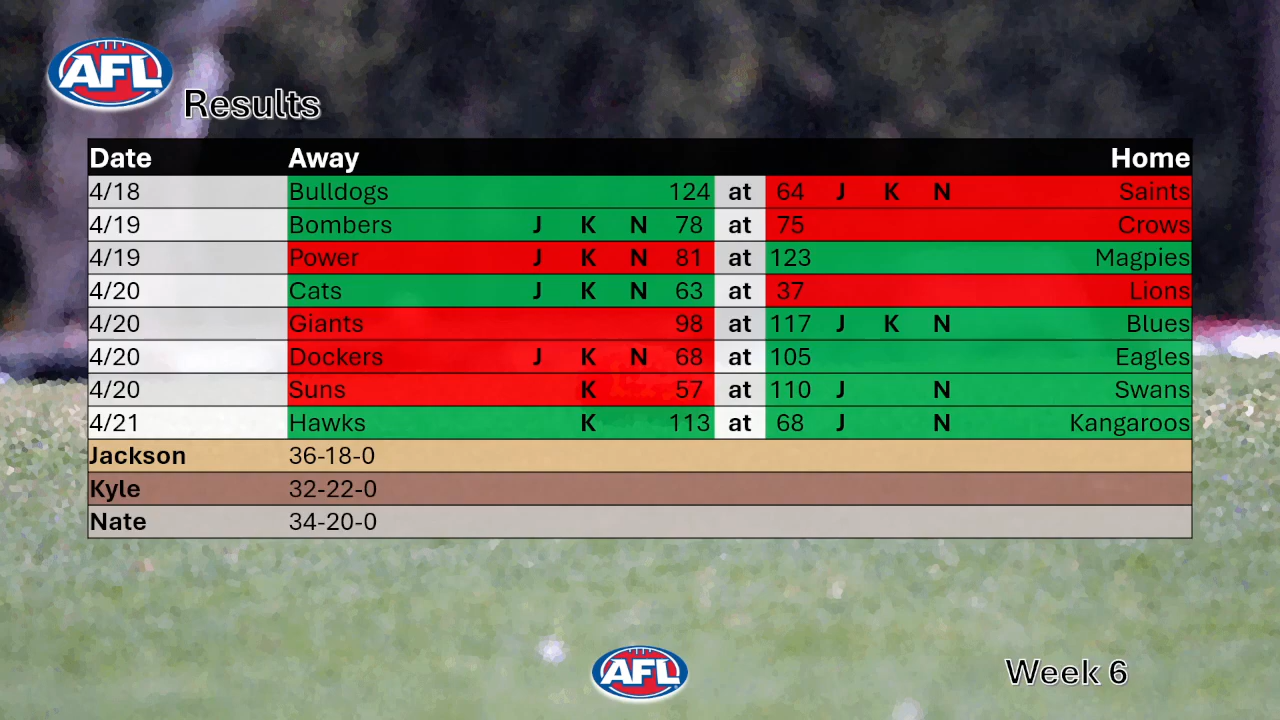 AFL
Results
Date Away Home
4/18 Bulldogs 124 at 64 J K N Saints
4/19 Bombers J K N 78 at 75 Crows
4/19 Power J K N 81 at 123 Magpies
4/20 Cats J K N 63 at 37 Lions
4/20 Giants 98 at 117 J K N Blues
4/20 Dockers J K N 68 at 105 Eagles
4/20 Suns K 57 at 110 J N Swans
4/21 Hawks K 113 at 68 J N Kangaroos
Jackson 36-18-0
Kyle 32-22-0
Nate 34-20-0
AFL
Week 6